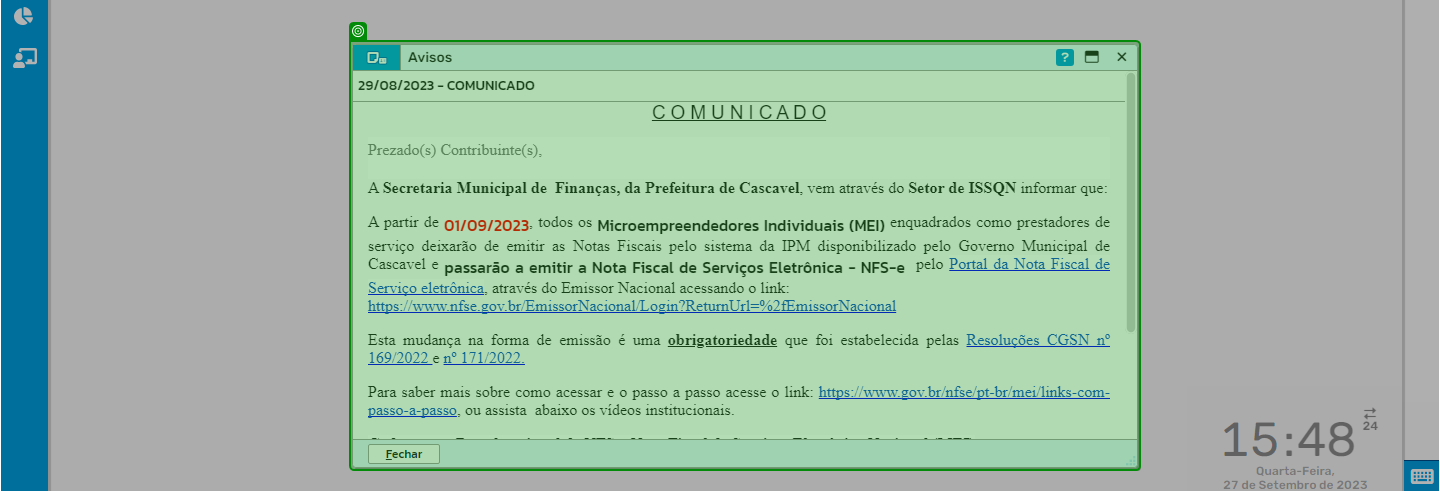 Avisos
?
29/08/2023 - COMUNICADO
C O M U N I C A D O
Prezado(s) Contribuinte(s),
A Secretaria Municipal de Finanças, da Prefeitura de Cascavel, vem através do Setor de ISSQN informar que:
A partir de 01/09/2023, todos os Microempreendedores Individuais (MEI) enquadrados como prestadores de
serviço deixarão de emitir as Notas Fiscais pelo sistema da IPM disponibilizado pelo Governo Municipal de
Cascavel e passarão a emitir a Nota Fiscal de Serviços Eletrônica - NFS-e pelo Portal da Nota Fiscal de
Serviço eletrônica, através do Emissor Nacional acessando o link:
https://www.nfse.gov.br/EmissorNacional/Login?ReturnUrl=%2fEmissorNacional
Esta mudança na forma de emissão é uma obrigatoriedade que foi estabelecida pelas Resoluções CGSN nº
169/2022 e nº 171/2022.
Para saber mais sobre como acessar e o passo a passo acesse o link: https://www.gov.br/nfse/pt-br/mei/links-com-
passo-a-passo, ou assista abaixo os vídeos institucionais.
Fechar
15:48
24
Quarta-Feira,
27 de Setembro de 2023